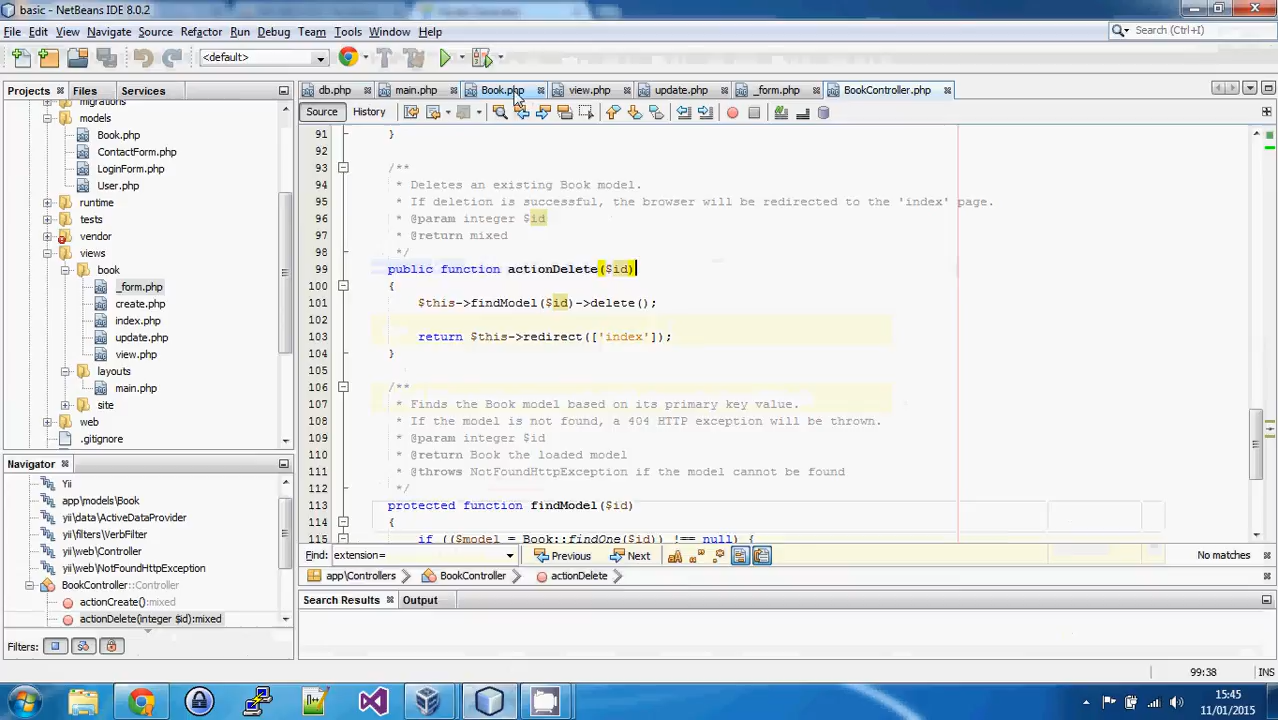 basic - NetBeans IDE 8.0.2
File Edit View Navigate Source Refactor Run Debug Team Tools Window Help
Search (Ctrl+I)
<default>
Projects Files Services
migrations
models
Book.php
ContactForm.php
LoginForm.php
User.php
runtime
tests
vendor
views
book
_form.php
create.php
index.php
update.php
view.php
layouts
main.php
site
web
.gitignore
Navigator
Yii
app\models\Book
yii\data\ActiveDataProvider
yii\filters\VerbFilter
yii\web\Controller
yii\web\NotFoundHttpException
BookController::Controller
actionCreate():mixed
actionDelete(integer $id):mixed
Filters:
db.php main.php Book.php view.php update.php _form.php BookController.php
Source History
91 }
92
93 /**
94 * Deletes an existing Book model.
95 * If deletion is successful, the browser will be redirected to the 'index' page.
96 * @param integer $id
97 * @return mixed
98 */
99 public function actionDelete($id)
100 {
101 $this->findModel($id)->delete();
102
103 return $this->redirect(['index']);
104 }
105
106 /**
107 * Finds the Book model based on its primary key value.
108 * If the model is not found, a 404 HTTP exception will be thrown.
109 * @param integer $id
110 * @return Book the loaded model
111 * @throws NotFoundHttpException if the model cannot be found
112 */
113 protected function findModel($id)
114 {
115 if (($model = Book::findOne($id)) !== null) {
Find: extension= Previous Next No matches
app\Controllers BookController actionDelete
Search Results Output
99:38 INS
15:45
11/01/2015